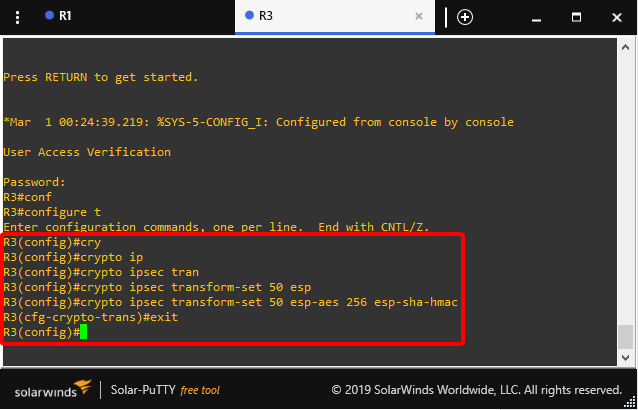 R1
R3
Press RETURN to get started.
*Mar  1 00:24:39.219: %SYS-5-CONFIG_I: Configured from console by console
User Access Verification
Password:
R3#conf
R3#configure t
Enter configuration commands, one per line.  End with CNTL/Z.
R3(config)#cry
R3(config)#crypto ip
R3(config)#crypto ipsec tran
R3(config)#crypto ipsec transform-set 50 esp
R3(config)#crypto ipsec transform-set 50 esp-aes 256 esp-sha-hmac
R3(cfg-crypto-trans)#exit
R3(config)#
solarwinds Solar-PuTTY free tool © 2019 SolarWinds Worldwide, LLC. All rights reserved.